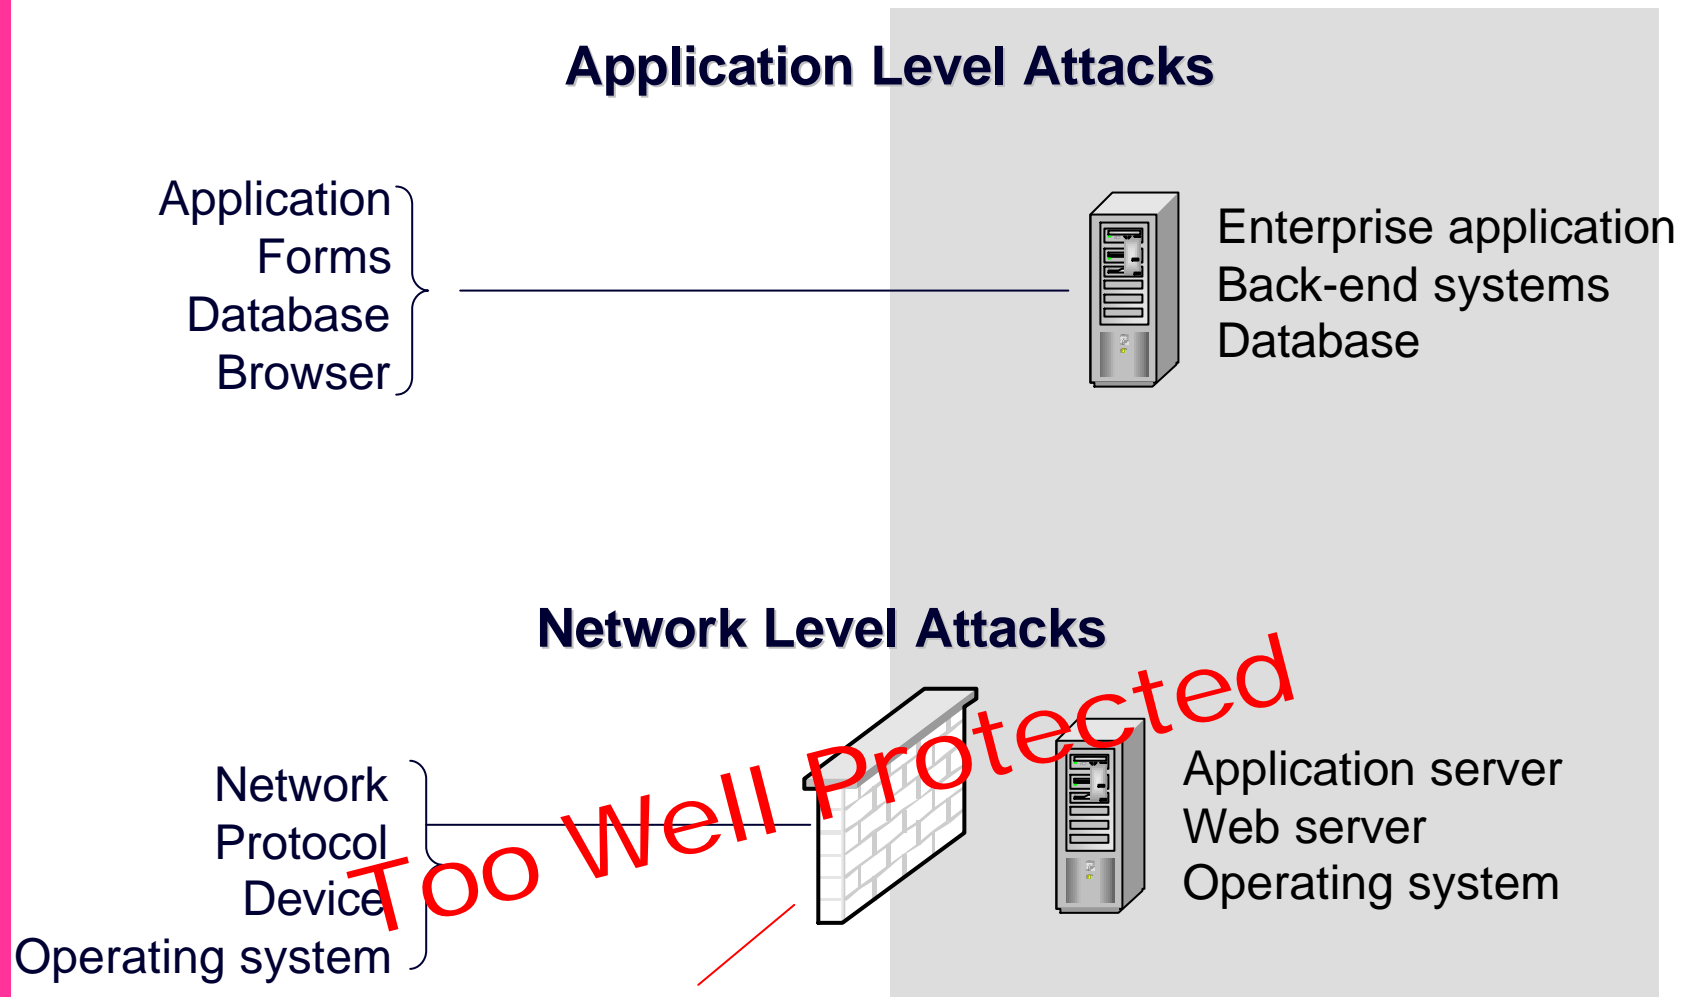 Application Level Attacks
Application
Forms
Database
Browser
Enterprise application
Back-end systems
Database
Network Level Attacks
Too Well Protected
Network
Protocol
Device
Operating system
Application server
Web server
Operating system